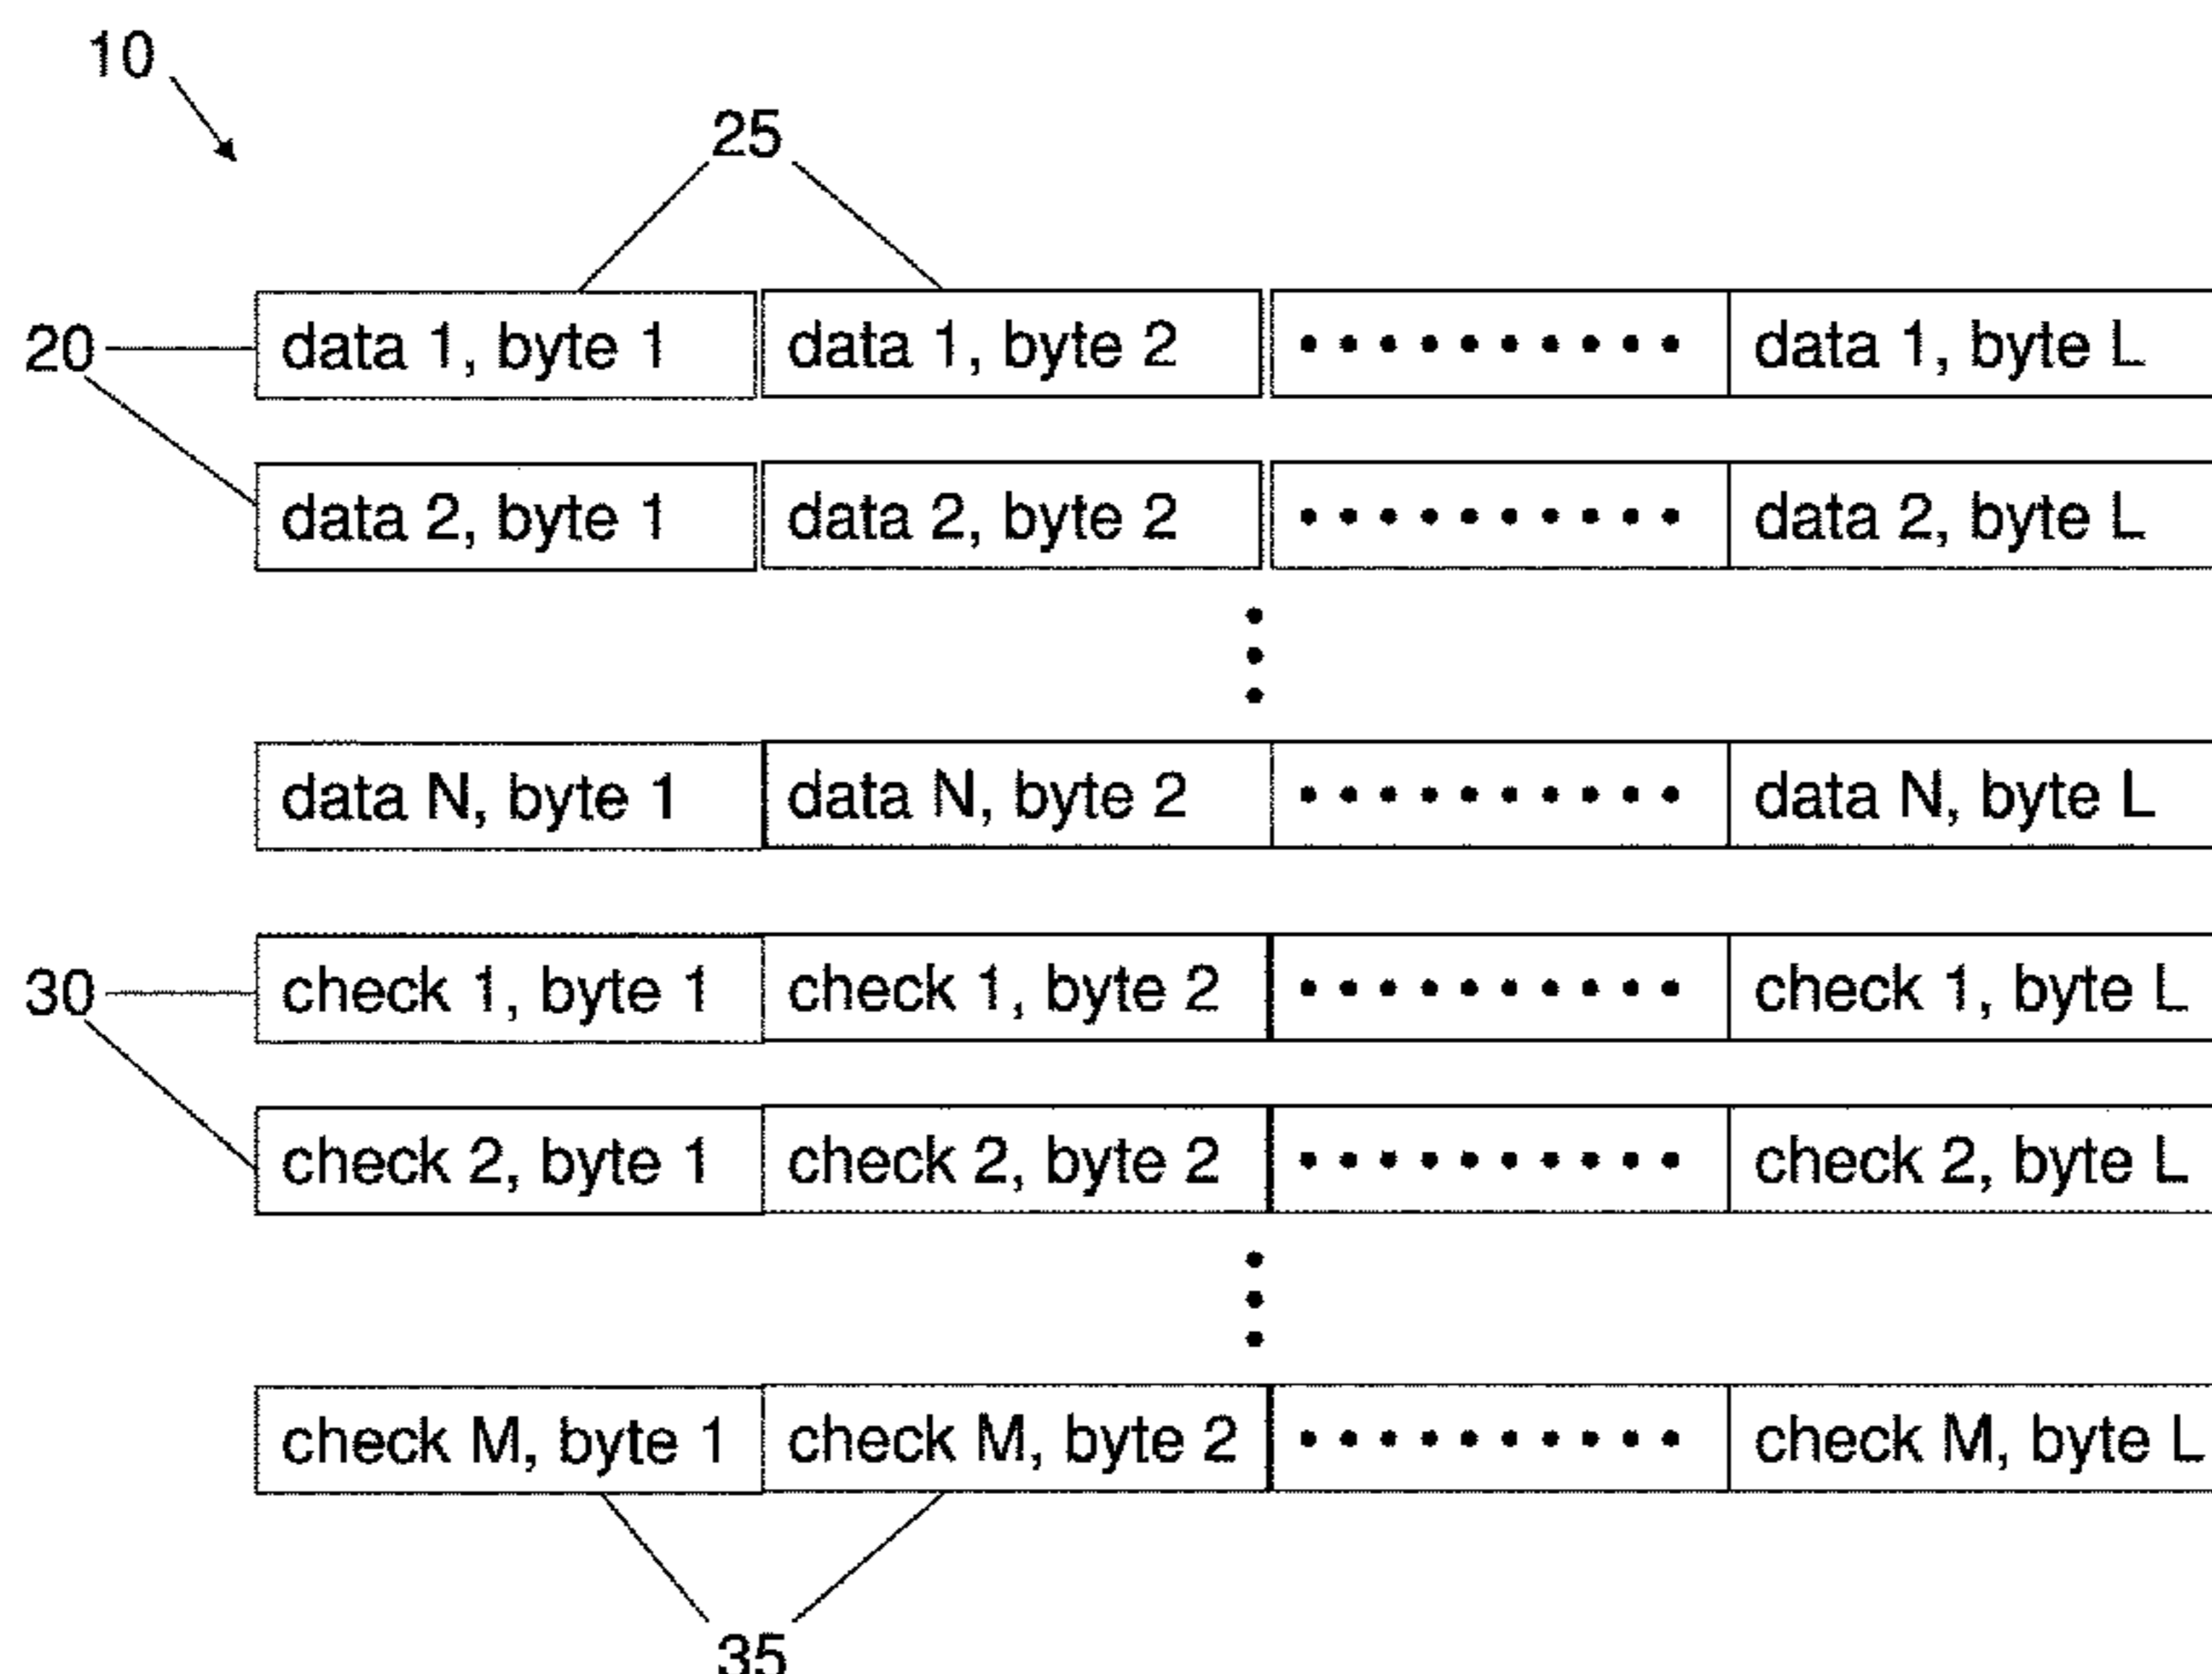 10
25
20 data 1, byte 1 data 1, byte 2 •••••••••• data 1, byte L
data 2, byte 1 data 2, byte 2 •••••••••• data 2, byte L
data N, byte 1 data N, byte 2 •••••••••• data N, byte L
30 check 1, byte 1 check 1, byte 2 •••••••••• check 1, byte L
check 2, byte 1 check 2, byte 2 •••••••••• check 2, byte L
check M, byte 1 check M, byte 2 •••••••••• check M, byte L
35